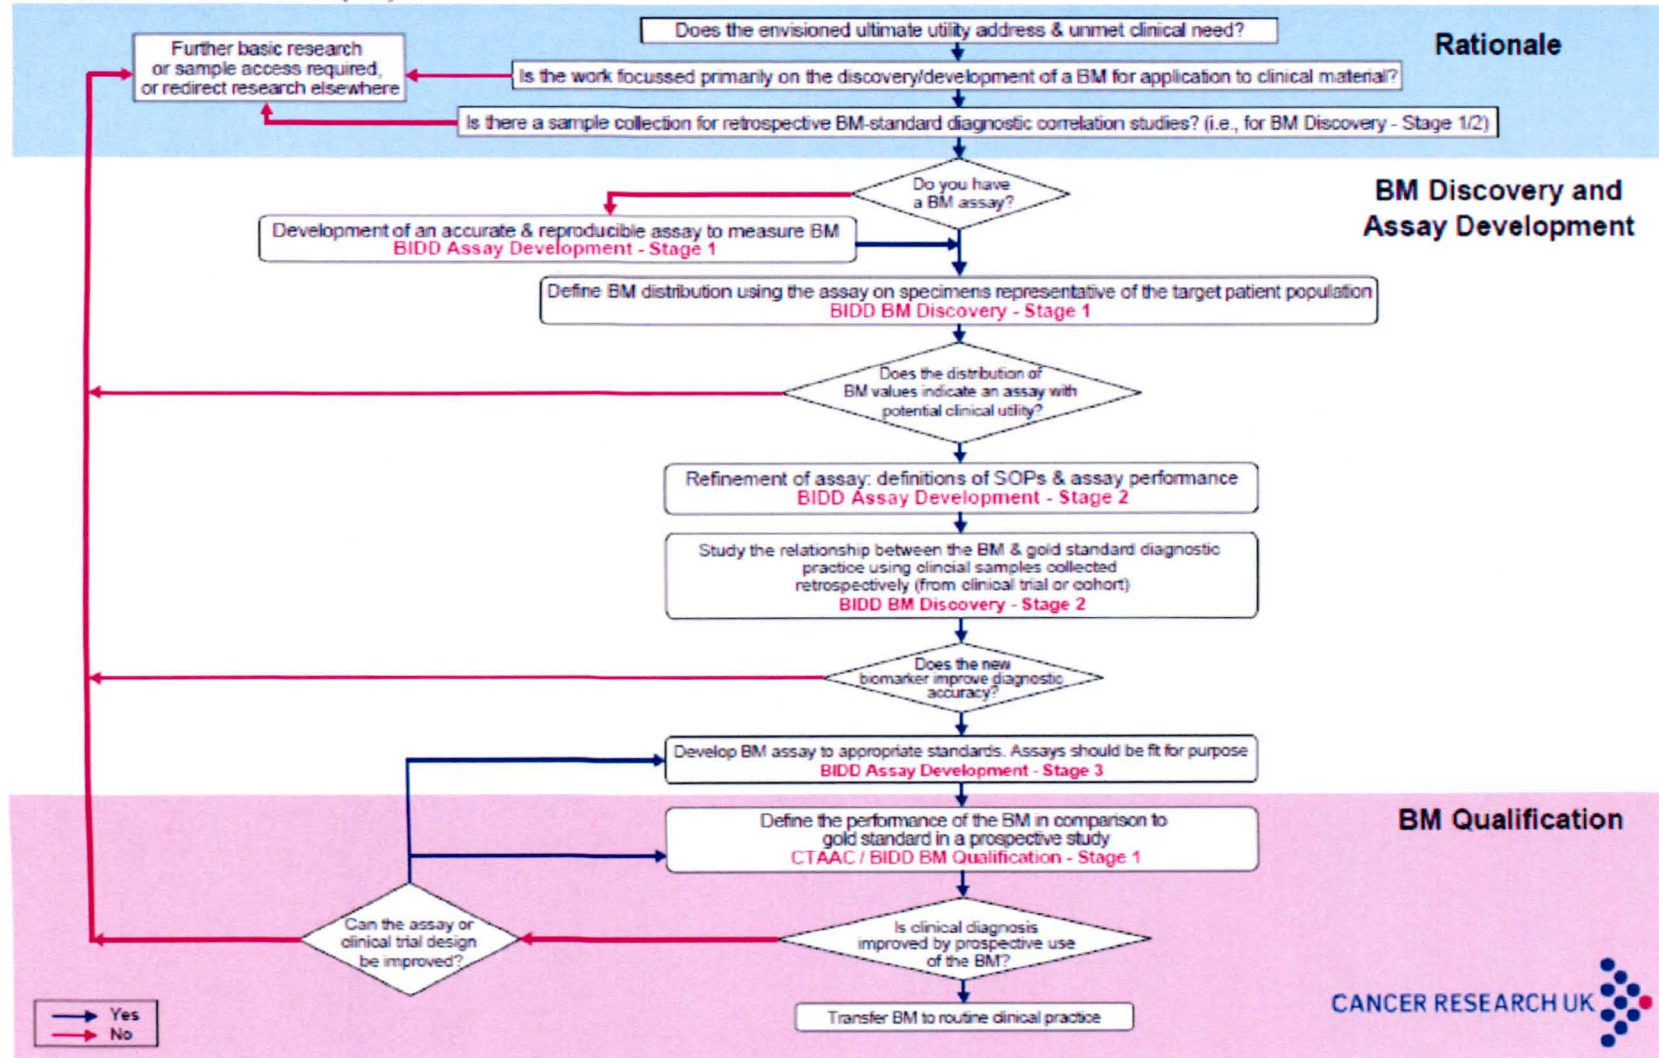 Does the envisioned ultimate utility address & unmet clinical need?
Rationale
Further basic research
or sample access required,
or redirect research elsewhere
Is the work focussed primarily on the discovery/development of a BM for application to clinical material?
Is there a sample collection for retrospective BM-standard diagnostic correlation studies? (i.e., for BM Discovery - Stage 1/2)
Do you have
a BM assay?
BM Discovery and
Assay Development
Development of an accurate & reproducible assay to measure BM
BIDD Assay Development - Stage 1
Define BM distribution using the assay on specimens representative of the target patient population
BIDD BM Discovery - Stage 1
Does the distribution of
BM values indicate an assay with
potential clinical utility?
Refinement of assay: definitions of SOPs & assay performance
BIDD Assay Development - Stage 2
Study the relationship between the BM & gold standard diagnostic
practice using clincial samples collected
retrospectively (from clinical trial or cohort)
BIDD BM Discovery - Stage 2
Does the new
biomarker improve diagnostic
accuracy?
Develop BM assay to appropriate standards. Assays should be fit for purpose
BIDD Assay Development - Stage 3
Define the performance of the BM in comparison to
gold standard in a prospective study
CTAAC / BIDD BM Qualification - Stage 1
BM Qualification
Can the assay or
clinical trial design
be improved?
Is clinical diagnosis
improved by prospective use
of the BM?
Transfer BM to routine clinical practice
Yes
No
CANCER RESEARCH UK